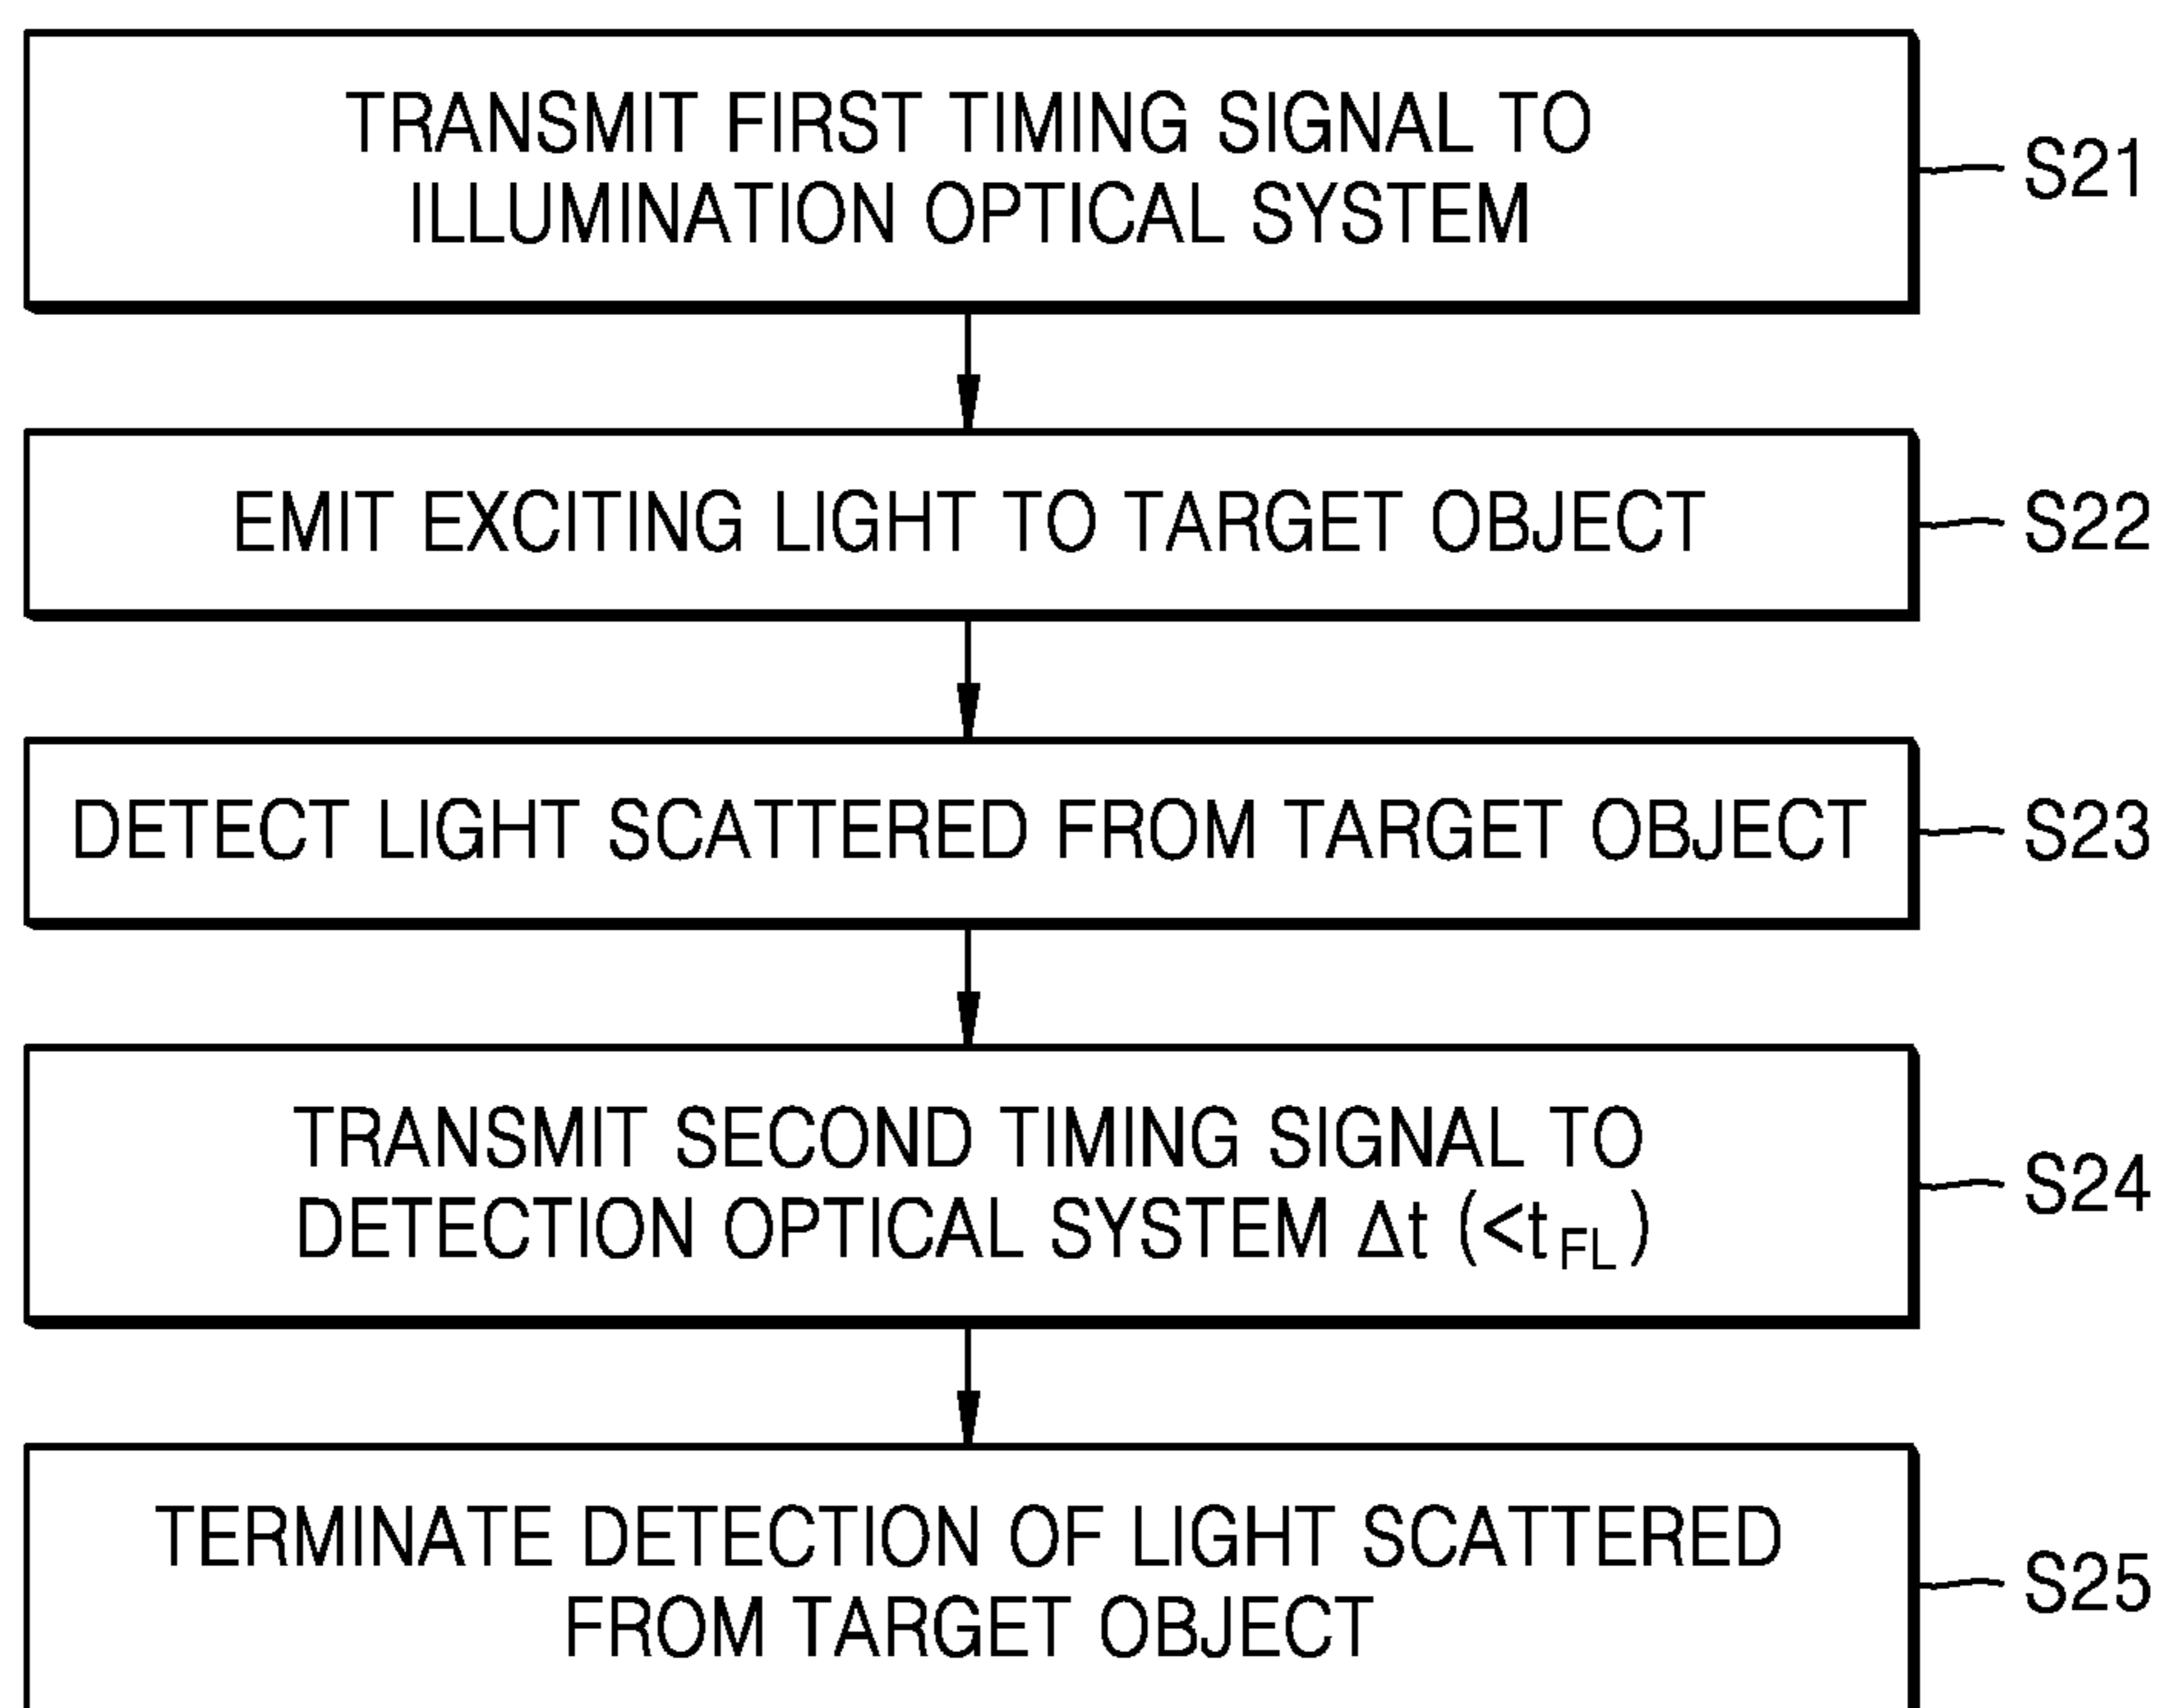 TRANSMIT FIRST TIMING SIGNAL TO
ILLUMINATION OPTICAL SYSTEM
S21
EMIT EXCITING LIGHT TO TARGET OBJECT
S22
DETECT LIGHT SCATTERED FROM TARGET OBJECT
S23
TRANSMIT SECOND TIMING SIGNAL TO
DETECTION OPTICAL SYSTEM Δt (<tFL)
S24
TERMINATE DETECTION OF LIGHT SCATTERED
FROM TARGET OBJECT
S25